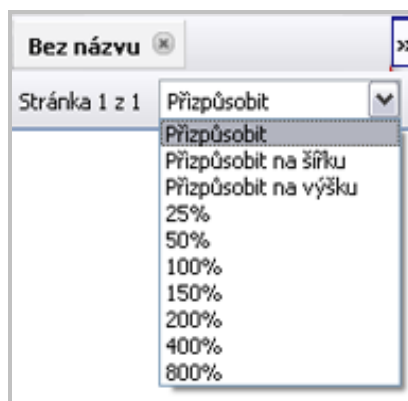 Bez názvu
»
Stránka 1 z 1 Přizpůsobit
Přizpůsobit
Přizpůsobit na šířku
Přizpůsobit na výšku
25%
50%
100%
150%
200%
400%
800%